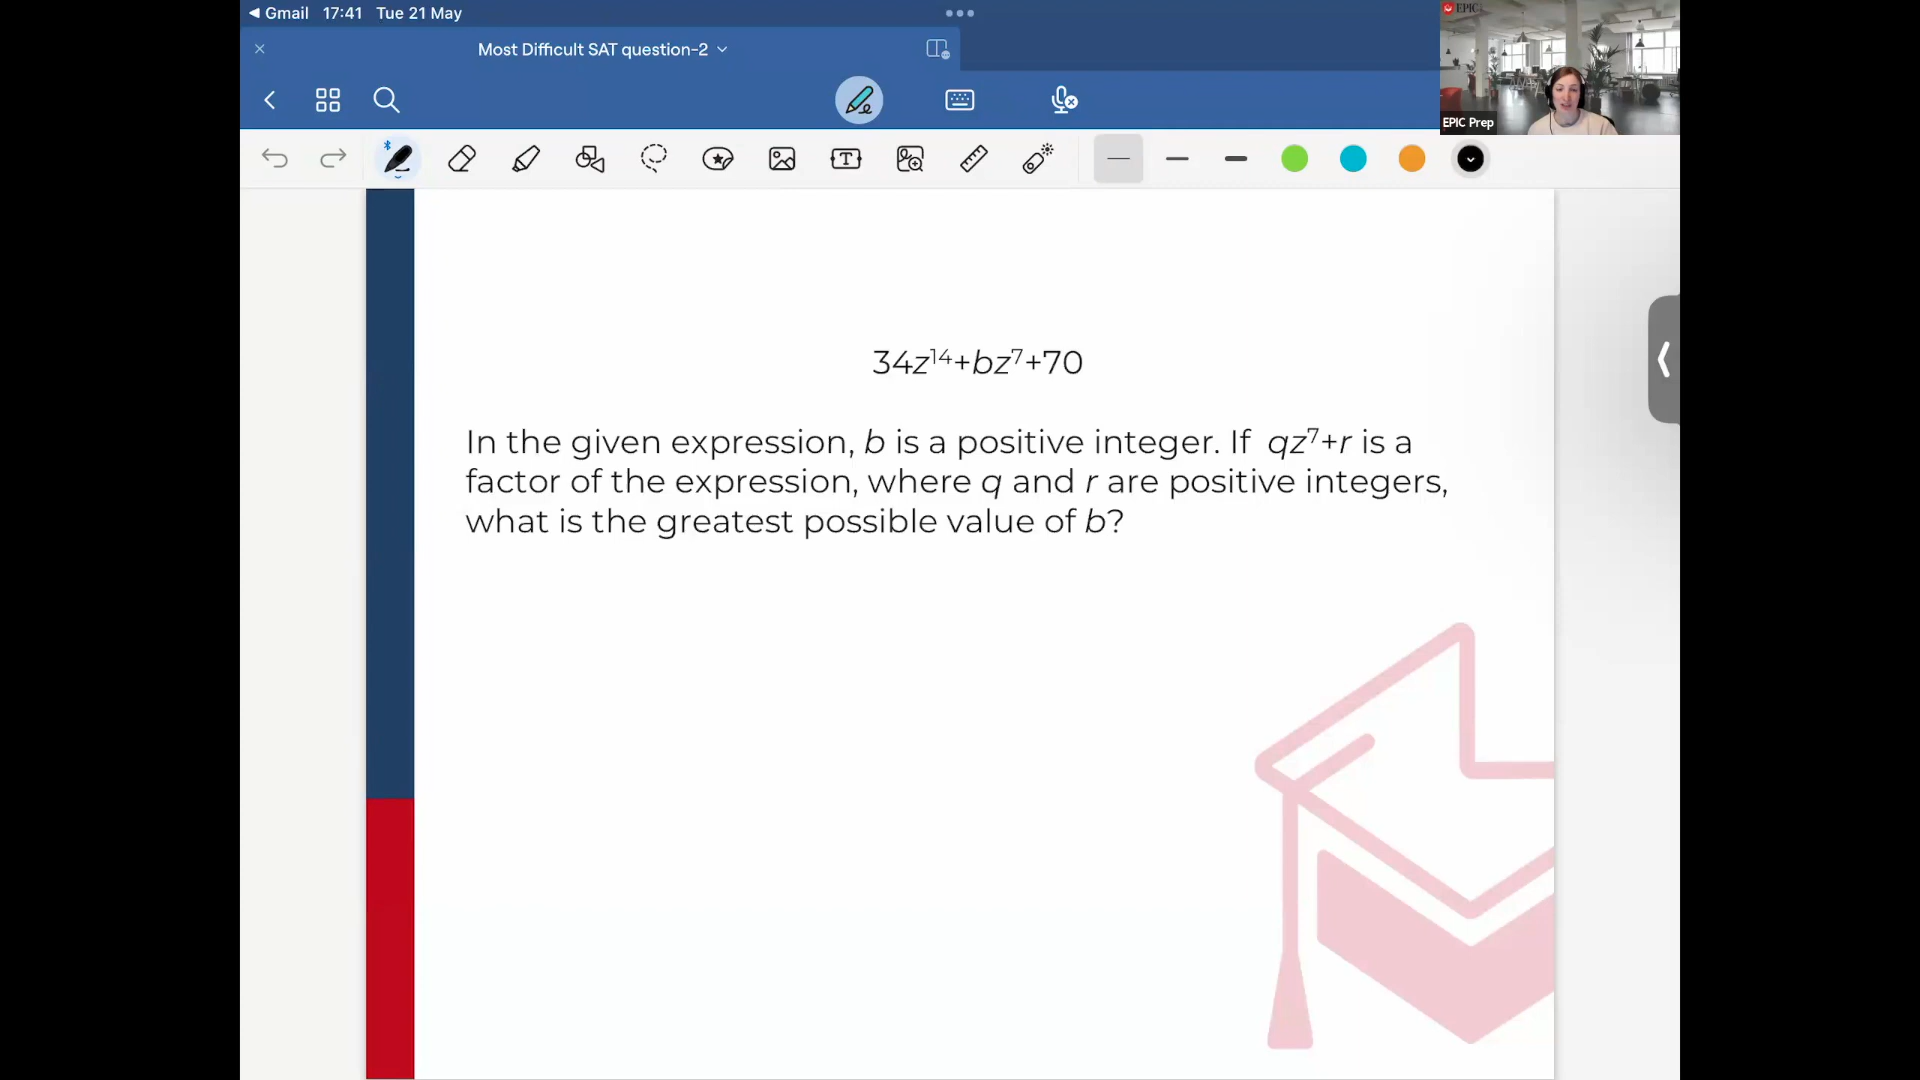 Gmail 17:41 Tue 21 May
EPIC
Most Difficult SAT question-2
EPIC Prep
T
34z¹⁴+bz⁷+70
In the given expression, b is a positive integer. If qz⁷+r is a
factor of the expression, where q and r are positive integers,
what is the greatest possible value of b?